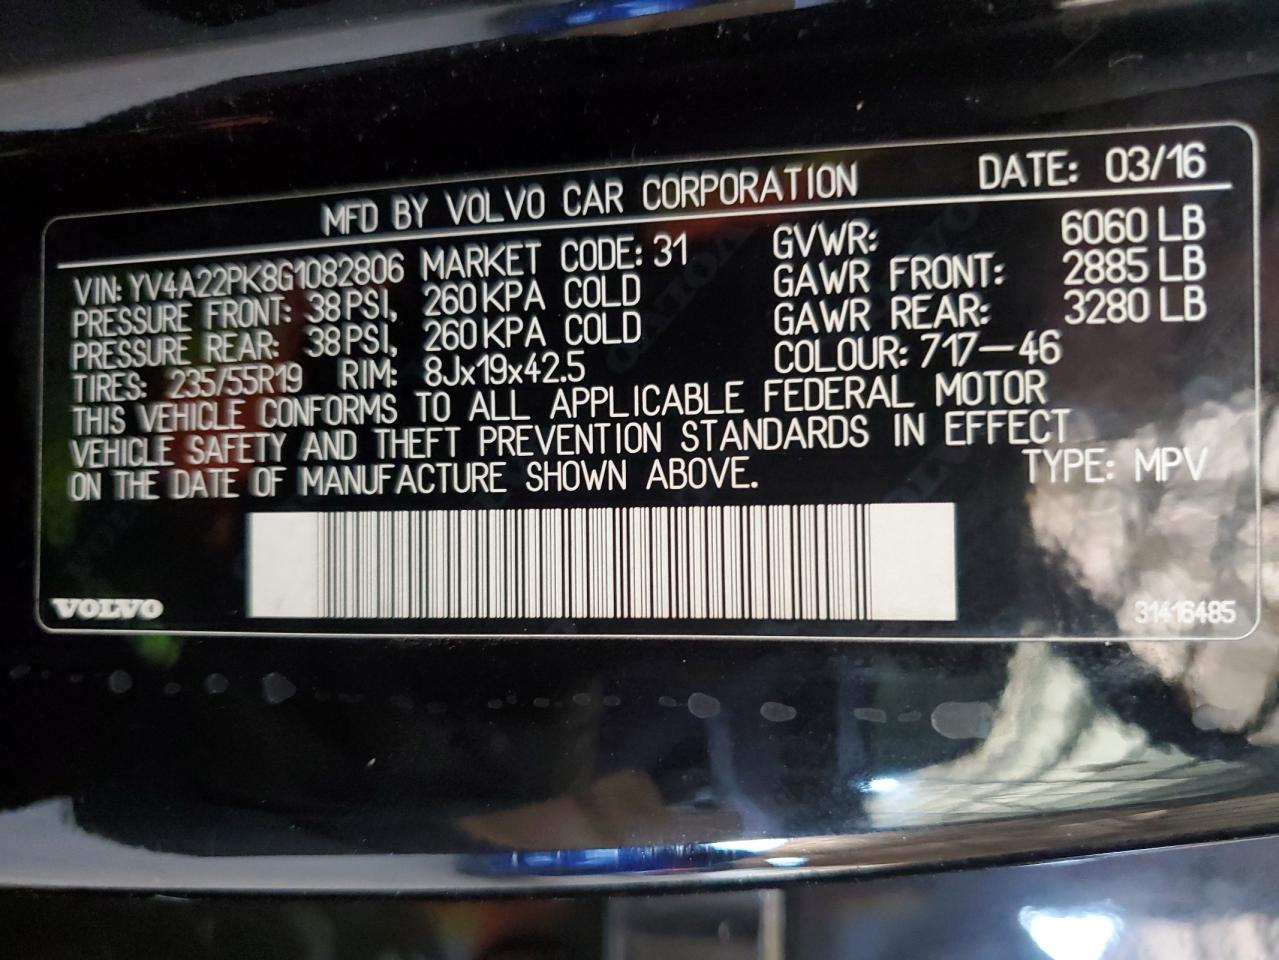 MFD BY VOLVO CAR CORPORATION DATE: 03/16
VIN: YV4A22PK8G1082806 MARKET CODE: 31 GVWR: 6060 LB
PRESSURE FRONT: 38 PSI, 260 KPA COLD GAWR FRONT: 2885 LB
PRESSURE REAR: 38 PSI, 260 KPA COLD GAWR REAR: 3280 LB
TIRES: 235/55R19 RIM: 8Jx19x42.5 COLOUR: 717-46
THIS VEHICLE CONFORMS TO ALL APPLICABLE FEDERAL MOTOR
VEHICLE SAFETY AND THEFT PREVENTION STANDARDS IN EFFECT
ON THE DATE OF MANUFACTURE SHOWN ABOVE. TYPE: MPV
VOLVO 31416485